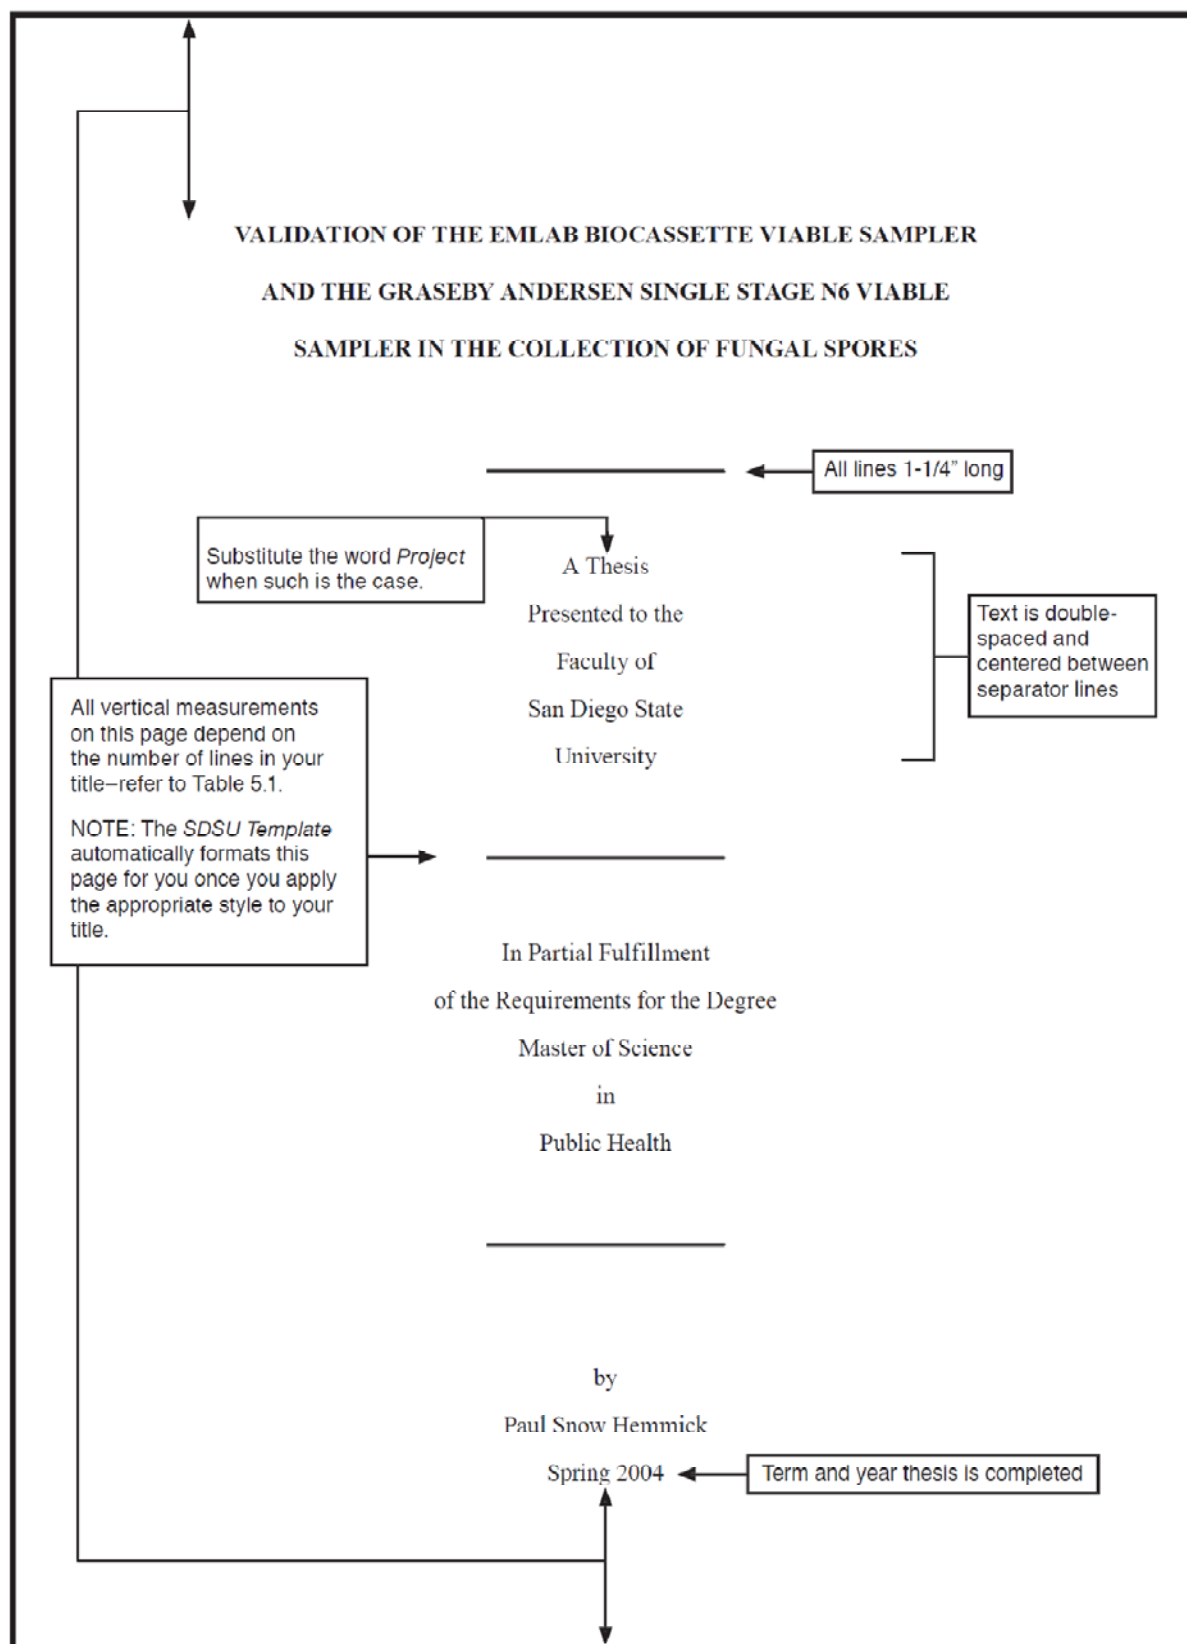 VALIDATION OF THE EMLAB BIOCASSETTE VIABLE SAMPLER
AND THE GRASEBY ANDERSEN SINGLE STAGE N6 VIABLE
SAMPLER IN THE COLLECTION OF FUNGAL SPORES
All lines 1-1/4” long
Substitute the word Project
when such is the case.
A Thesis
Presented to the
Faculty of
San Diego State
University
Text is double-
spaced and
centered between
separator lines
All vertical measurements
on this page depend on
the number of lines in your
title–refer to Table 5.1.
NOTE: The SDSU Template
automatically formats this
page for you once you apply
the appropriate style to your
title.
In Partial Fulfillment
of the Requirements for the Degree
Master of Science
in
Public Health
by
Paul Snow Hemmick
Spring 2004
Term and year thesis is completed